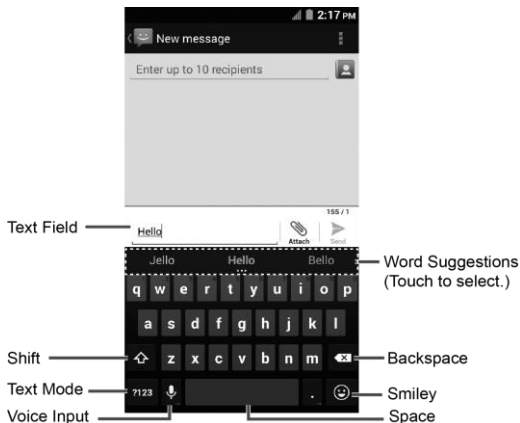 2:17 PM
New message
Enter up to 10 recipients
155 / 1
Text Field
Hello
Attach
Send
Jello Hello Bello
Word Suggestions
(Touch to select.)
q w e r t y u i o p
a s d f g h j k l
Shift
z x c v b n m
Backspace
Text Mode
?123
.
Smiley
Voice Input
Space